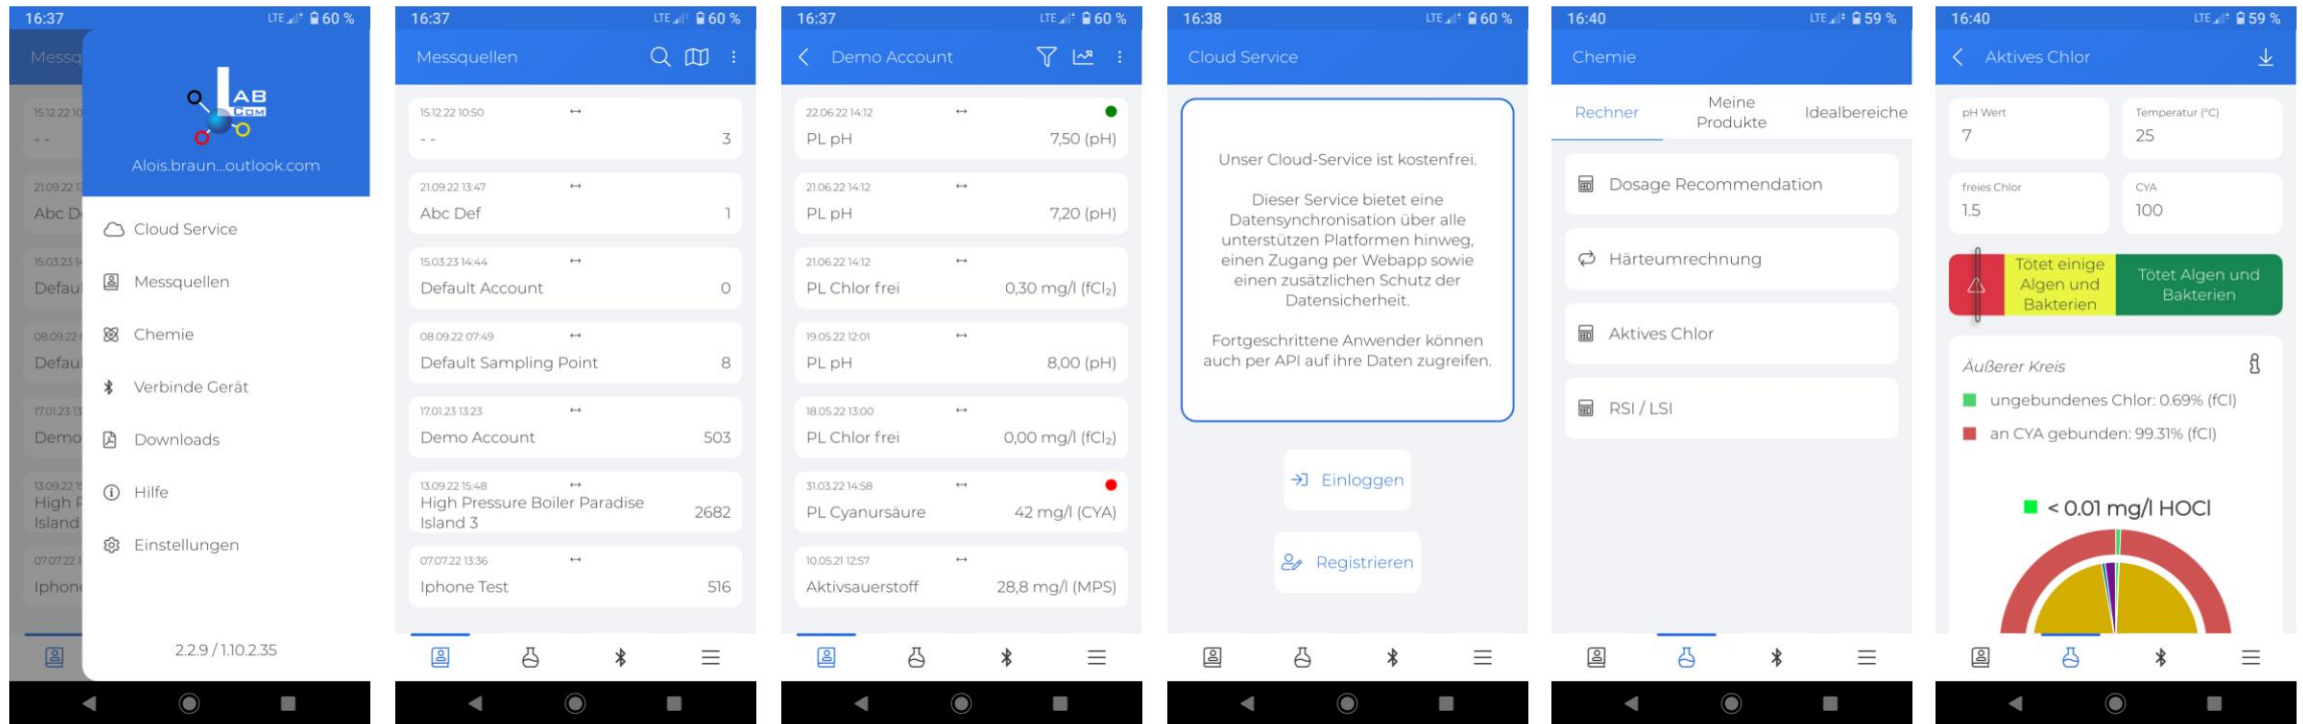 16:37
LTE 60 %
Messq
LAB
COM
Alois.braun...outlook.com
15.12.22 10
- -
21.09.22 13
Abc D
15.03.23 14
Defau
08.09.22
Defau
17.01.23 13
Demo
13.09.22 15
High P
Island
07.07.22 1
Iphon
Cloud Service
Messquellen
Chemie
Verbinde Gerät
Downloads
Hilfe
Einstellungen
2.2.9 / 1.10.2.35
16:37
LTE 60 %
Messquellen
15.12.22 10:50
- -
3
21.09.22 13:47
Abc Def
1
15.03.23 14:44
Default Account
0
08.09.22 07:49
Default Sampling Point
8
17.01.23 13:23
Demo Account
503
13.09.22 15:48
High Pressure Boiler Paradise
Island 3
2682
07.07.22 13:36
Iphone Test
516
16:37
LTE 60 %
Demo Account
22.06.22 14:12
PL pH
7,50 (pH)
21.06.22 14:12
PL pH
7,20 (pH)
21.06.22 14:12
PL Chlor frei
0,30 mg/l (fCl₂)
19.05.22 12:01
PL pH
8,00 (pH)
18.05.22 13:00
PL Chlor frei
0,00 mg/l (fCl₂)
31.03.22 14:58
PL Cyanursäure
42 mg/l (CYA)
10.05.21 12:57
Aktivsauerstoff
28,8 mg/l (MPS)
16:38
LTE 60 %
Cloud Service
Unser Cloud-Service ist kostenfrei.
Dieser Service bietet eine
Datensynchronisation über alle
unterstützen Platformen hinweg,
einen Zugang per Webapp sowie
einen zusätzlichen Schutz der
Datensicherheit.
Fortgeschrittene Anwender können
auch per API auf ihre Daten zugreifen.
Einloggen
Registrieren
16:40
LTE 59 %
Chemie
Rechner
Meine
Produkte
Idealbereiche
Dosage Recommendation
Härteumrechnung
Aktives Chlor
RSI / LSI
16:40
LTE 59 %
Aktives Chlor
pH Wert
7
Temperatur (°C)
25
freies Chlor
1.5
CYA
100
Tötet einige
Algen und
Bakterien
Tötet Algen und
Bakterien
Äußerer Kreis
ungebundenes Chlor: 0.69% (fCl)
an CYA gebunden: 99.31% (fCl)
< 0.01 mg/l HOCl